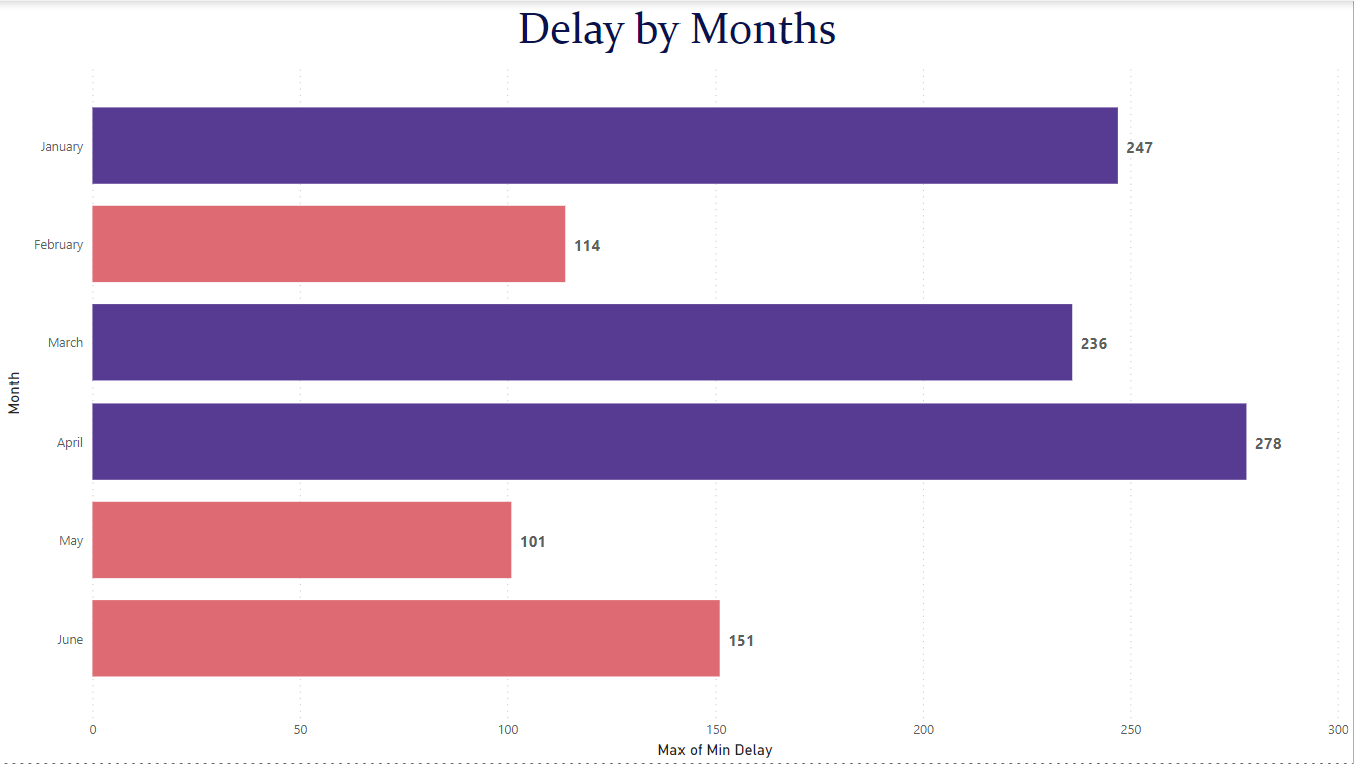 Delay by Months
January
247
February
114
March
236
April
278
May
101
June
151
Month
0 50 100 150 200 250 300
Max of Min Delay